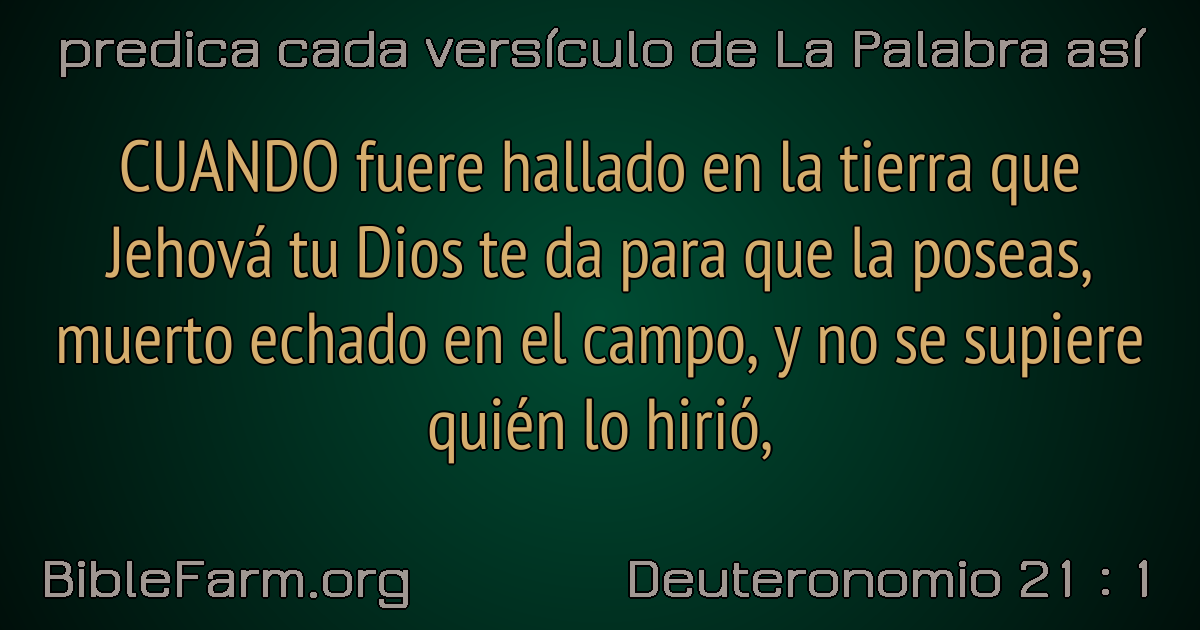 predica cada versículo de La Palabra así
CUANDO fuere hallado en la tierra que
Jehová tu Dios te da para que la poseas,
muerto echado en el campo, y no se supiere
quién lo hirió,
BibleFarm.org
Deuteronomio 21 : 1